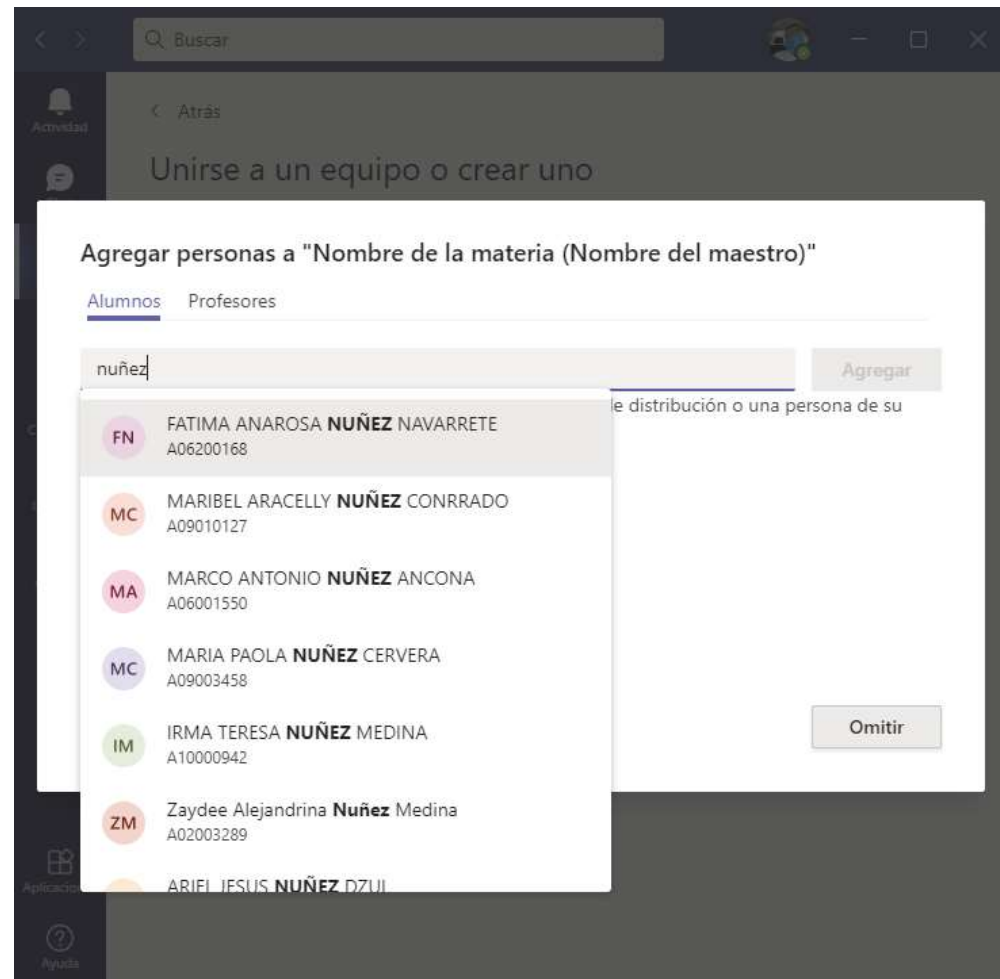 Buscar
Actividad
Atrás
Unirse a un equipo o crear uno
Agregar personas a "Nombre de la materia (Nombre del maestro)"
Alumnos Profesores
nuñez Agregar
de distribución o una persona de su
FN FATIMA ANAROSA NUÑEZ NAVARRETE
A06200168
MC MARIBEL ARACELLY NUÑEZ CONRRADO
A09010127
MA MARCO ANTONIO NUÑEZ ANCONA
A06001550
MC MARIA PAOLA NUÑEZ CERVERA
A09003458
IM IRMA TERESA NUÑEZ MEDINA
A10000942
Omitir
ZM Zaydee Alejandrina Nuñez Medina
A02003289
ARIEL JESUS NUÑEZ DZUL
Aplicacio
Ayuda